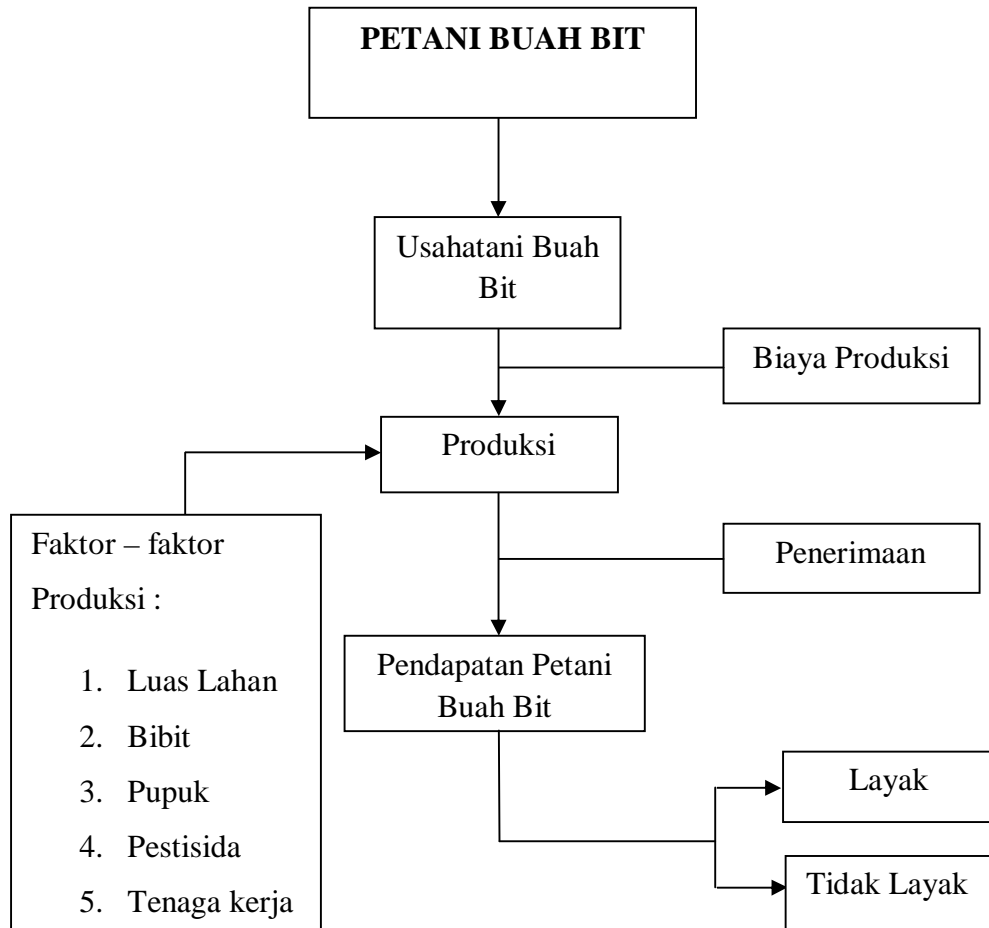 PETANI BUAH BIT
Usahatani Buah
Bit
Biaya Produksi
Produksi
Faktor – faktor
Produksi :
1. Luas Lahan
2. Bibit
3. Pupuk
4. Pestisida
5. Tenaga kerja
Penerimaan
Pendapatan Petani
Buah Bit
Layak
Tidak Layak